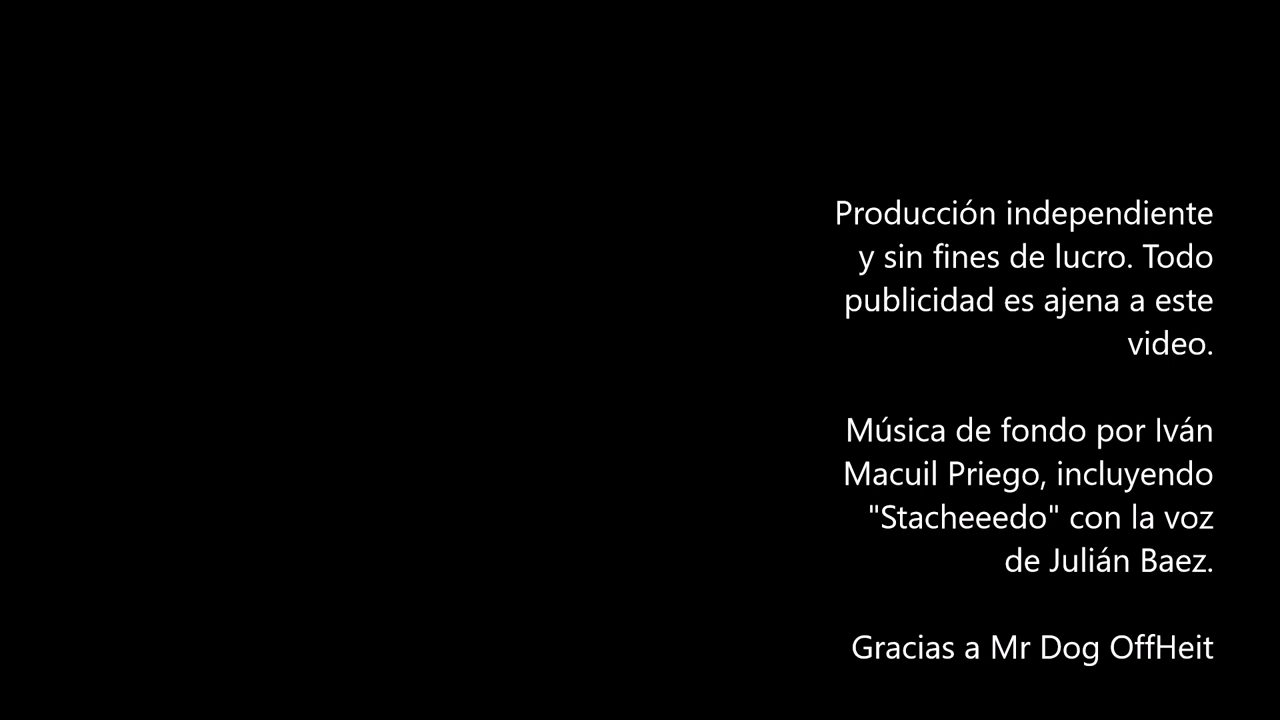 Producción independiente
y sin fines de lucro. Todo
publicidad es ajena a este
video.
Música de fondo por Iván
Macuil Priego, incluyendo
"Stacheeedo" con la voz
de Julián Baez.
Gracias a Mr Dog OffHeit